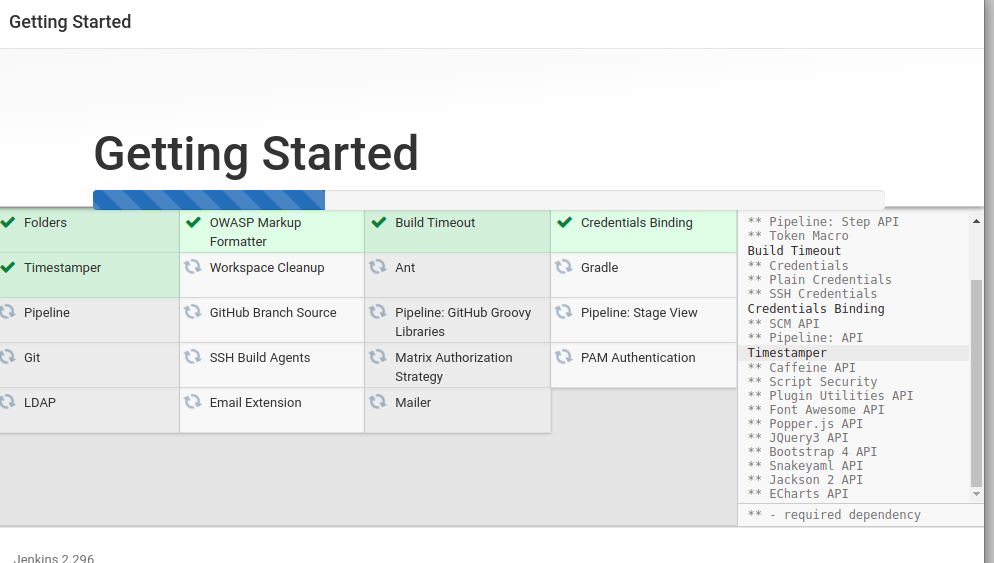 Getting Started
Getting Started
Folders
OWASP Markup
Formatter
Build Timeout
Credentials Binding
Timestamper
Workspace Cleanup
Ant
Gradle
Pipeline
GitHub Branch Source
Pipeline: GitHub Groovy
Libraries
Pipeline: Stage View
Git
SSH Build Agents
Matrix Authorization
Strategy
PAM Authentication
LDAP
Email Extension
Mailer
** Pipeline: Step API
** Token Macro
Build Timeout
** Credentials
** Plain Credentials
** SSH Credentials
Credentials Binding
** SCM API
** Pipeline: API
Timestamper
** Caffeine API
** Script Security
** Plugin Utilities API
** Font Awesome API
** Popper.js API
** JQuery3 API
** Bootstrap 4 API
** Snakeyaml API
** Jackson 2 API
** ECharts API
** - required dependency
Jenkins 2.296